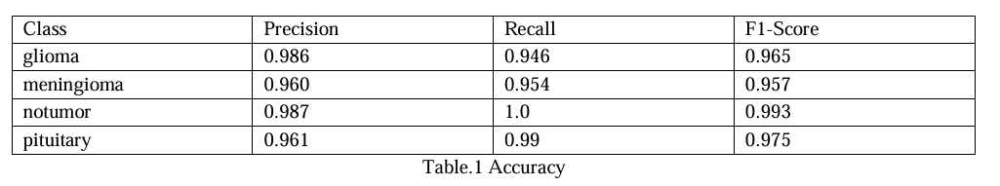 Class Precision Recall F1-Score
glioma 0.986 0.946 0.965
meningioma 0.960 0.954 0.957
notumor 0.987 1.0 0.993
pituitary 0.961 0.99 0.975
Table.1 Accuracy